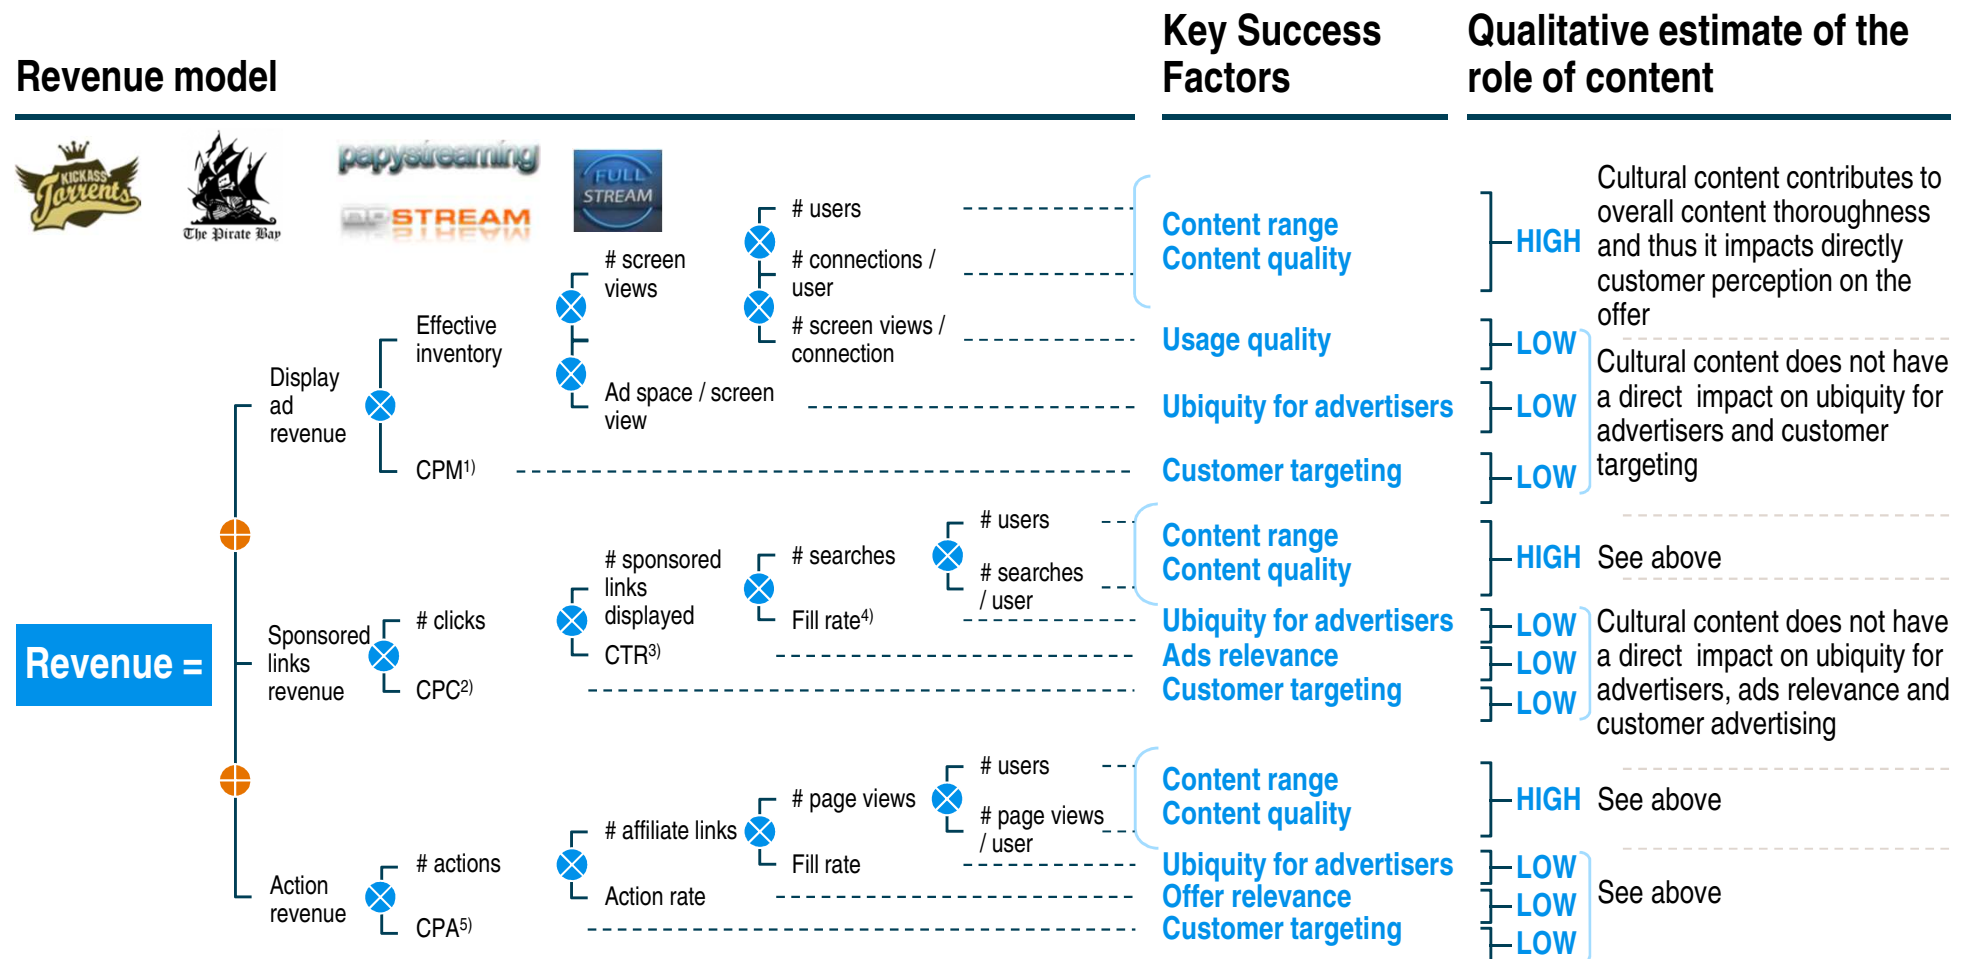 Revenue model
Key Success
Factors
Qualitative estimate of the
role of content
KICKASS
Torrents
The Pirate Bay
papystreaming
DPSTREAM
FULL
STREAM
Revenue =
Display
ad
revenue
Effective
inventory
# screen
views
# users
# connections /
user
# screen views /
connection
Ad space / screen
view
CPM1)
Content range
Content quality
Usage quality
Ubiquity for advertisers
Customer targeting
HIGH
LOW
LOW
LOW
Cultural content contributes to
overall content thoroughness
and thus it impacts directly
customer perception on the
offer
Cultural content does not have
a direct  impact on ubiquity for
advertisers and customer
targeting
Sponsored
links
revenue
# clicks
CPC2)
# sponsored
links
displayed
CTR3)
# searches
Fill rate4)
# users
# searches
/ user
Content range
Content quality
Ubiquity for advertisers
Ads relevance
Customer targeting
HIGH
LOW
LOW
LOW
See above
Cultural content does not have
a direct  impact on ubiquity for
advertisers, ads relevance and
customer advertising
Action
revenue
# actions
CPA5)
# affiliate links
Action rate
# page views
Fill rate
# users
# page views
/ user
Content range
Content quality
Ubiquity for advertisers
Offer relevance
Customer targeting
HIGH
LOW
LOW
LOW
See above
See above